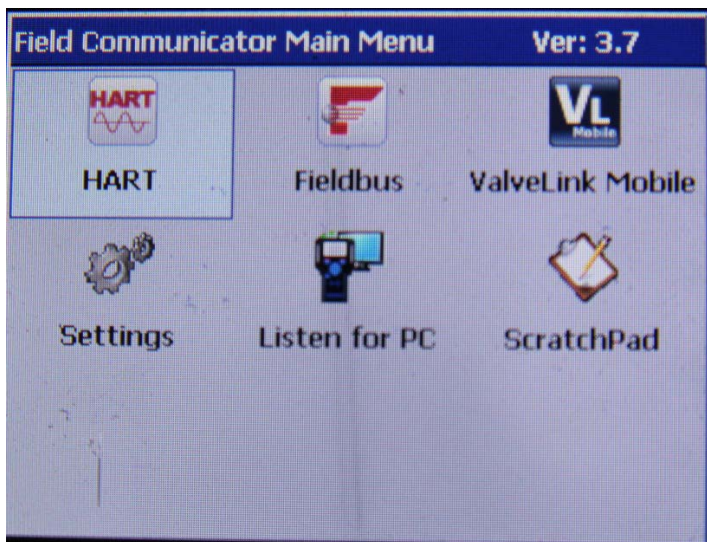 Field Communicator Main Menu Ver: 3.7
HART
VL
Mobile
HART Fieldbus ValveLink Mobile
Settings Listen for PC ScratchPad